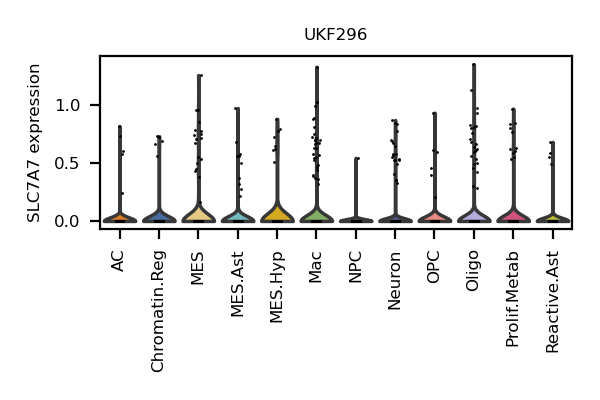 UKF296
SLC7A7 expression
1.0
0.5
0.0
AC
Chromatin.Reg
MES
MES.Ast
MES.Hyp
Mac
NPC
Neuron
OPC
Oligo
Prolif.Metab
Reactive.Ast